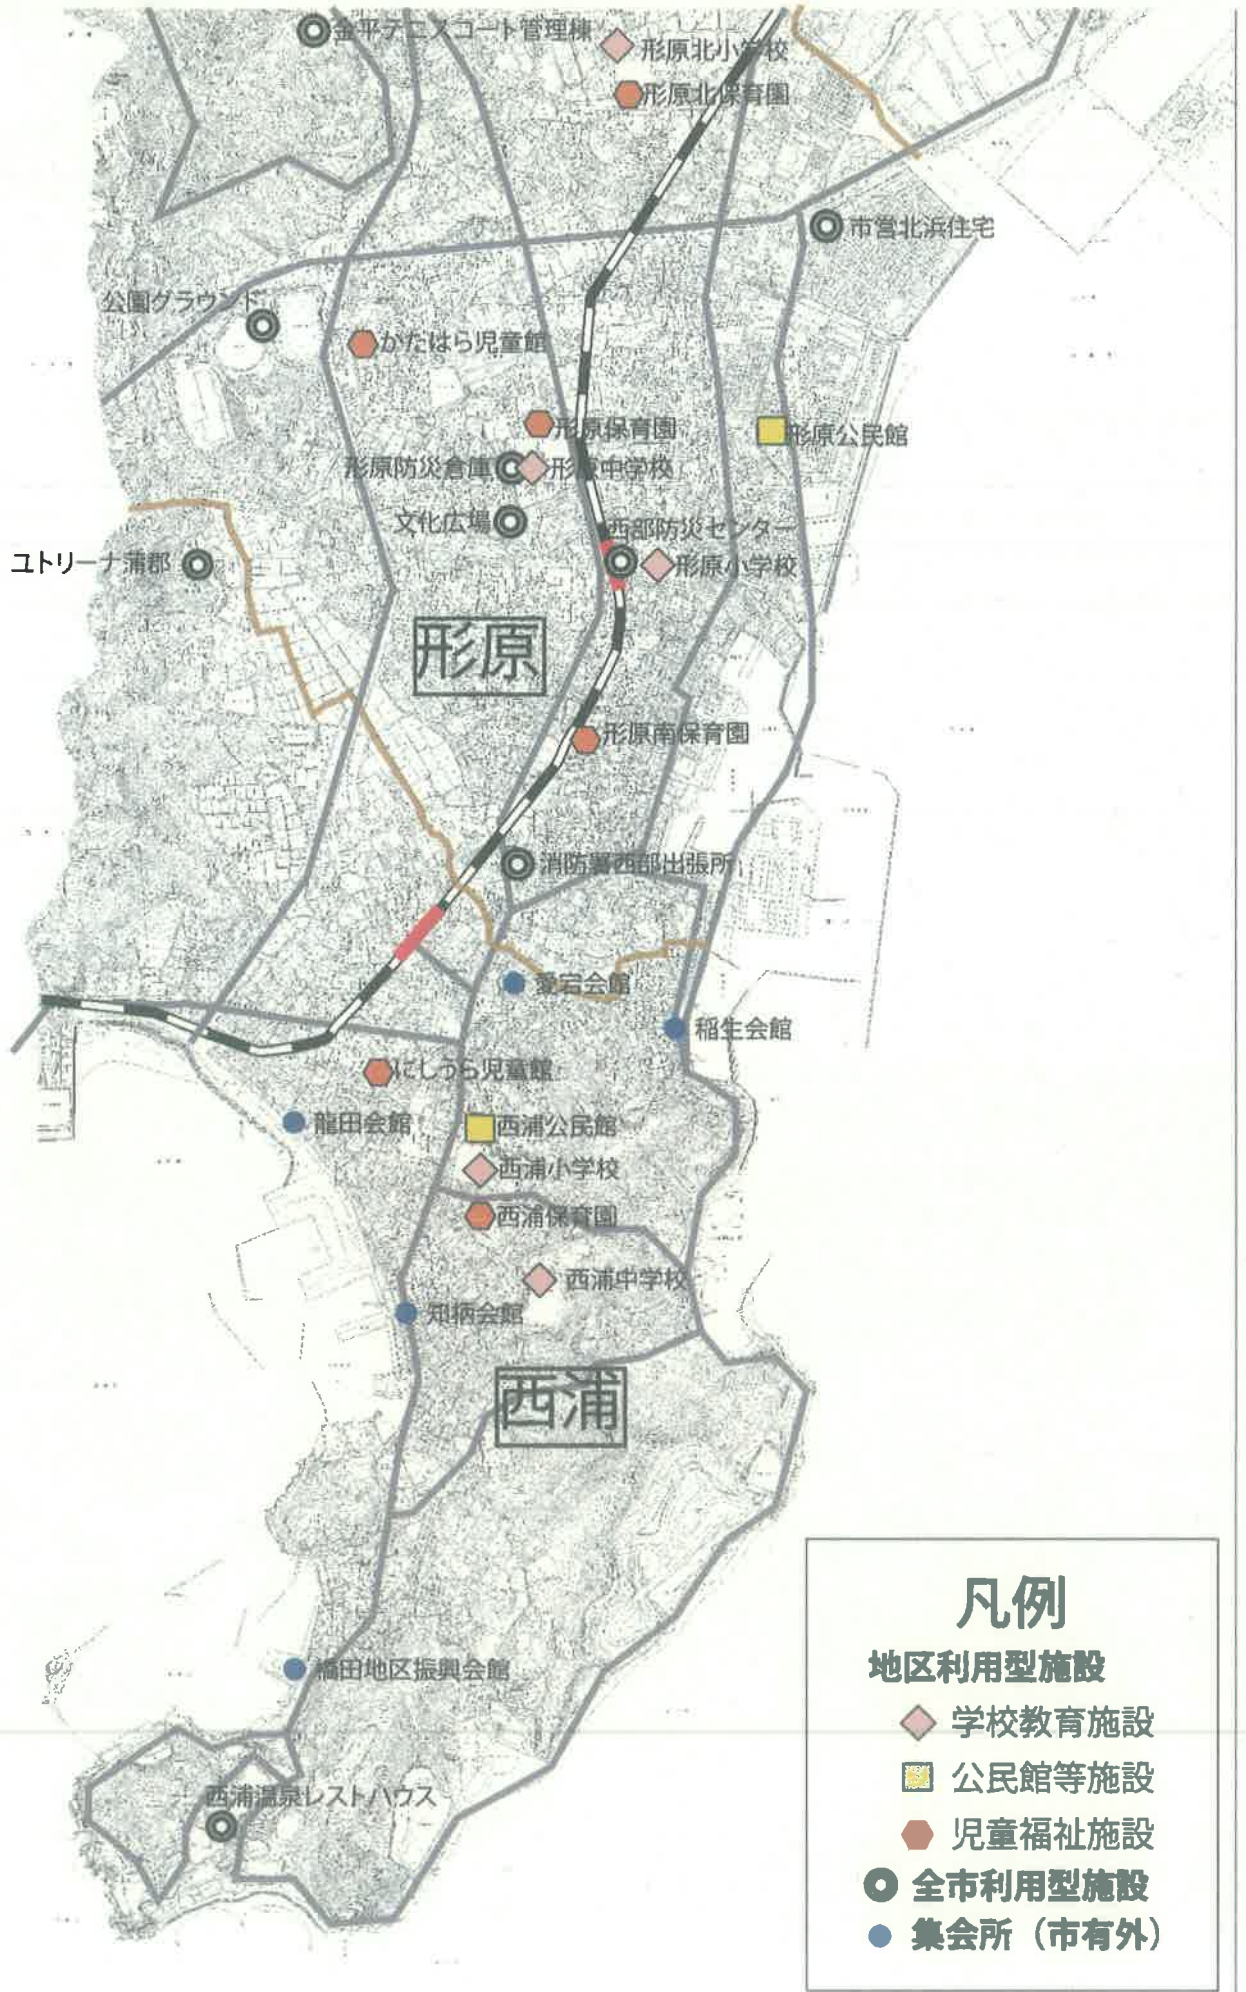 金平テニスコート管理棟
形原北小学校
形原北保育園
市営北浜住宅
公園グラウンド
かたはら児童館
形原保育園
形原公民館
形原防災倉庫
形原中学校
文化広場
西部防災センター
ユトリーナ蒲郡
形原小学校
形原
形原南保育園
消防署西部出張所
愛宕会館
稲生会館
にしうら児童館
龍田会館
西浦公民館
西浦小学校
西浦保育園
西浦中学校
知柄会館
西浦
橋田地区振興会館
西浦温泉レストハウス
凡例
地区利用型施設
学校教育施設
公民館等施設
児童福祉施設
全市利用型施設
集会所（市有外）